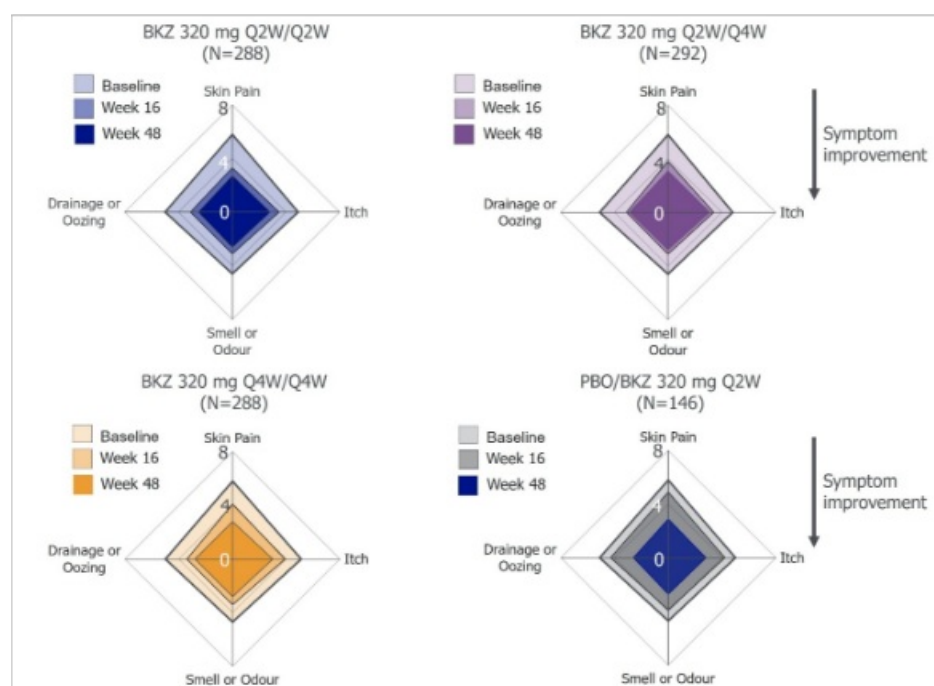 BKZ 320 mg Q2W/Q2W
(N=288)
Baseline
Week 16
Week 48
Skin Pain
8
4
0
Drainage or
Oozing
Itch
Smell or
Odour
BKZ 320 mg Q2W/Q4W
(N=292)
Baseline
Week 16
Week 48
Skin Pain
8
4
0
Drainage or
Oozing
Itch
Smell or
Odour
Symptom
improvement
BKZ 320 mg Q4W/Q4W
(N=288)
Baseline
Week 16
Week 48
Skin Pain
8
4
0
Drainage or
Oozing
Itch
Smell or Odour
PBO/BKZ 320 mg Q2W
(N=146)
Baseline
Week 16
Week 48
Skin Pain
8
4
0
Drainage or
Oozing
Itch
Smell or Odour
Symptom
improvement